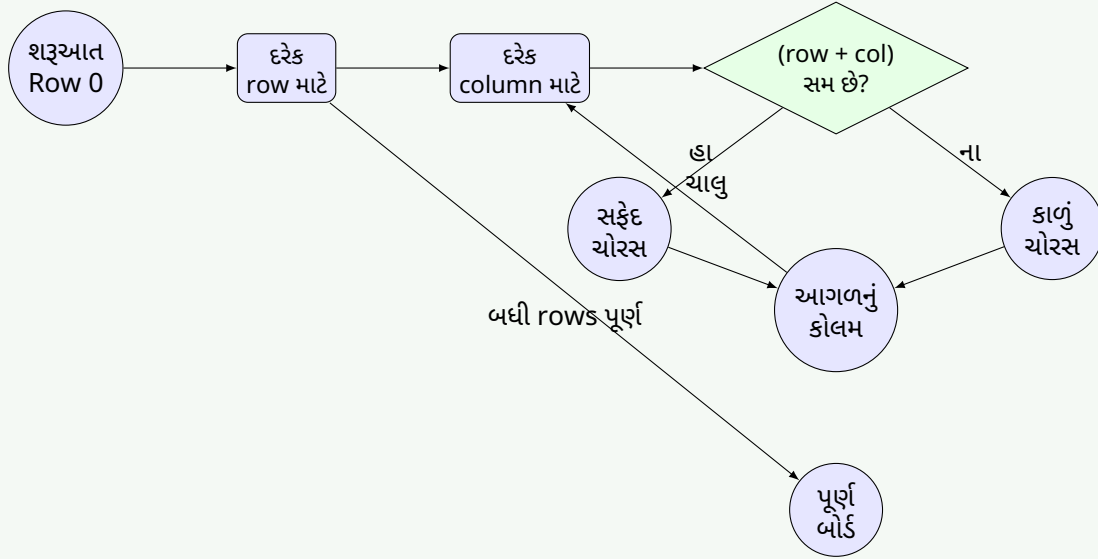 શરૂઆત
Row 0
દરેક
row માટે
દરેક
column માટે
(row + col)
સમ છે?
હા
ના
ચાલુ
સફેદ
ચોરસ
કાળું
ચોરસ
આગળનું
કોલમ
બધી rows પૂર્ણ
પૂર્ણ
બોર્ડ